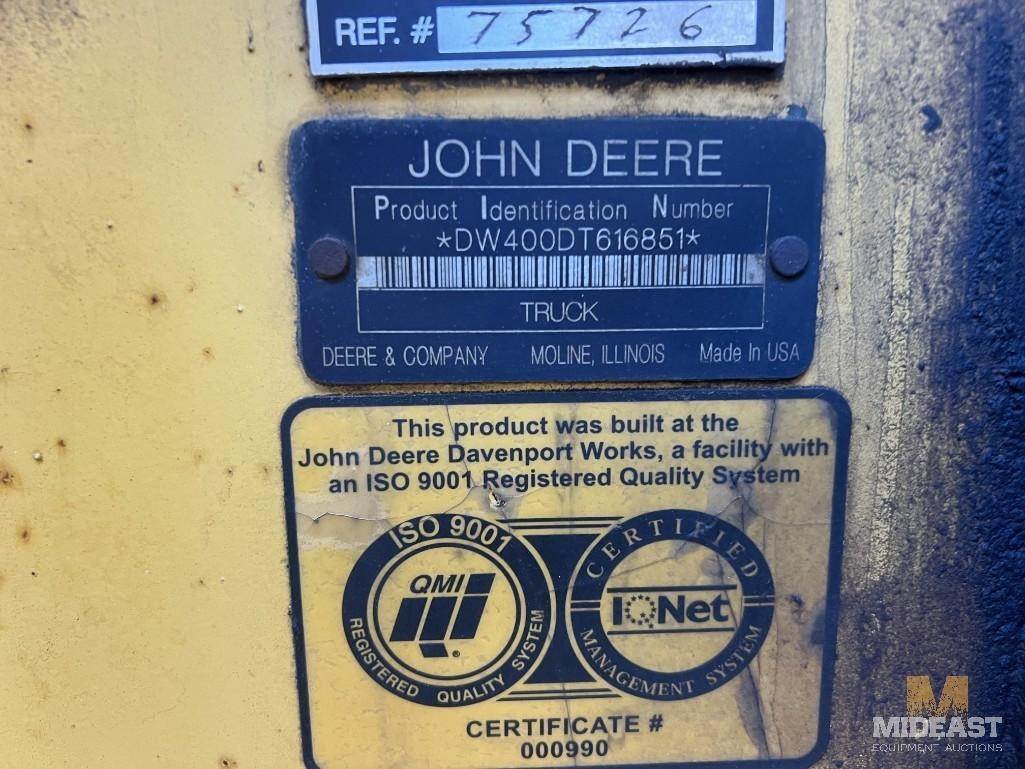 REF. # 75726
JOHN DEERE
Product Identification Number
*DW400DT616851*
TRUCK
DEERE & COMPANY MOLINE, ILLINOIS Made In USA
This product was built at the
John Deere Davenport Works, a facility with
an ISO 9001 Registered Quality System
ISO 9001
QMI
®
REGISTERED QUALITY SYSTEM
CERTIFIED
IQNet
MANAGEMENT SYSTEM
CERTIFICATE #
000990
M
MIDEAST
EQUIPMENT AUCTIONS